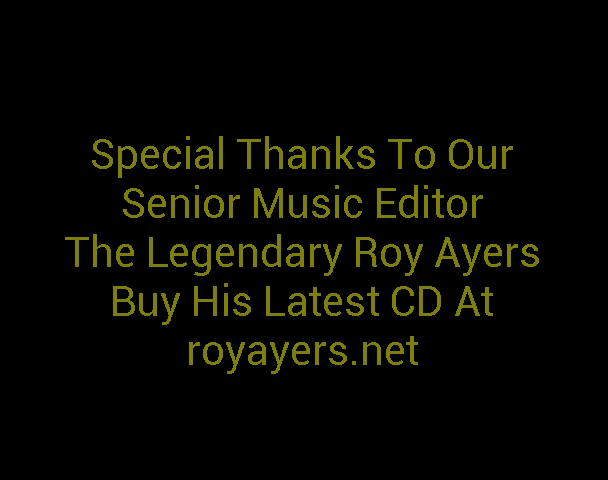 Special Thanks To Our
Senior Music Editor
The Legendary Roy Ayers
Buy His Latest CD At
royayers.net